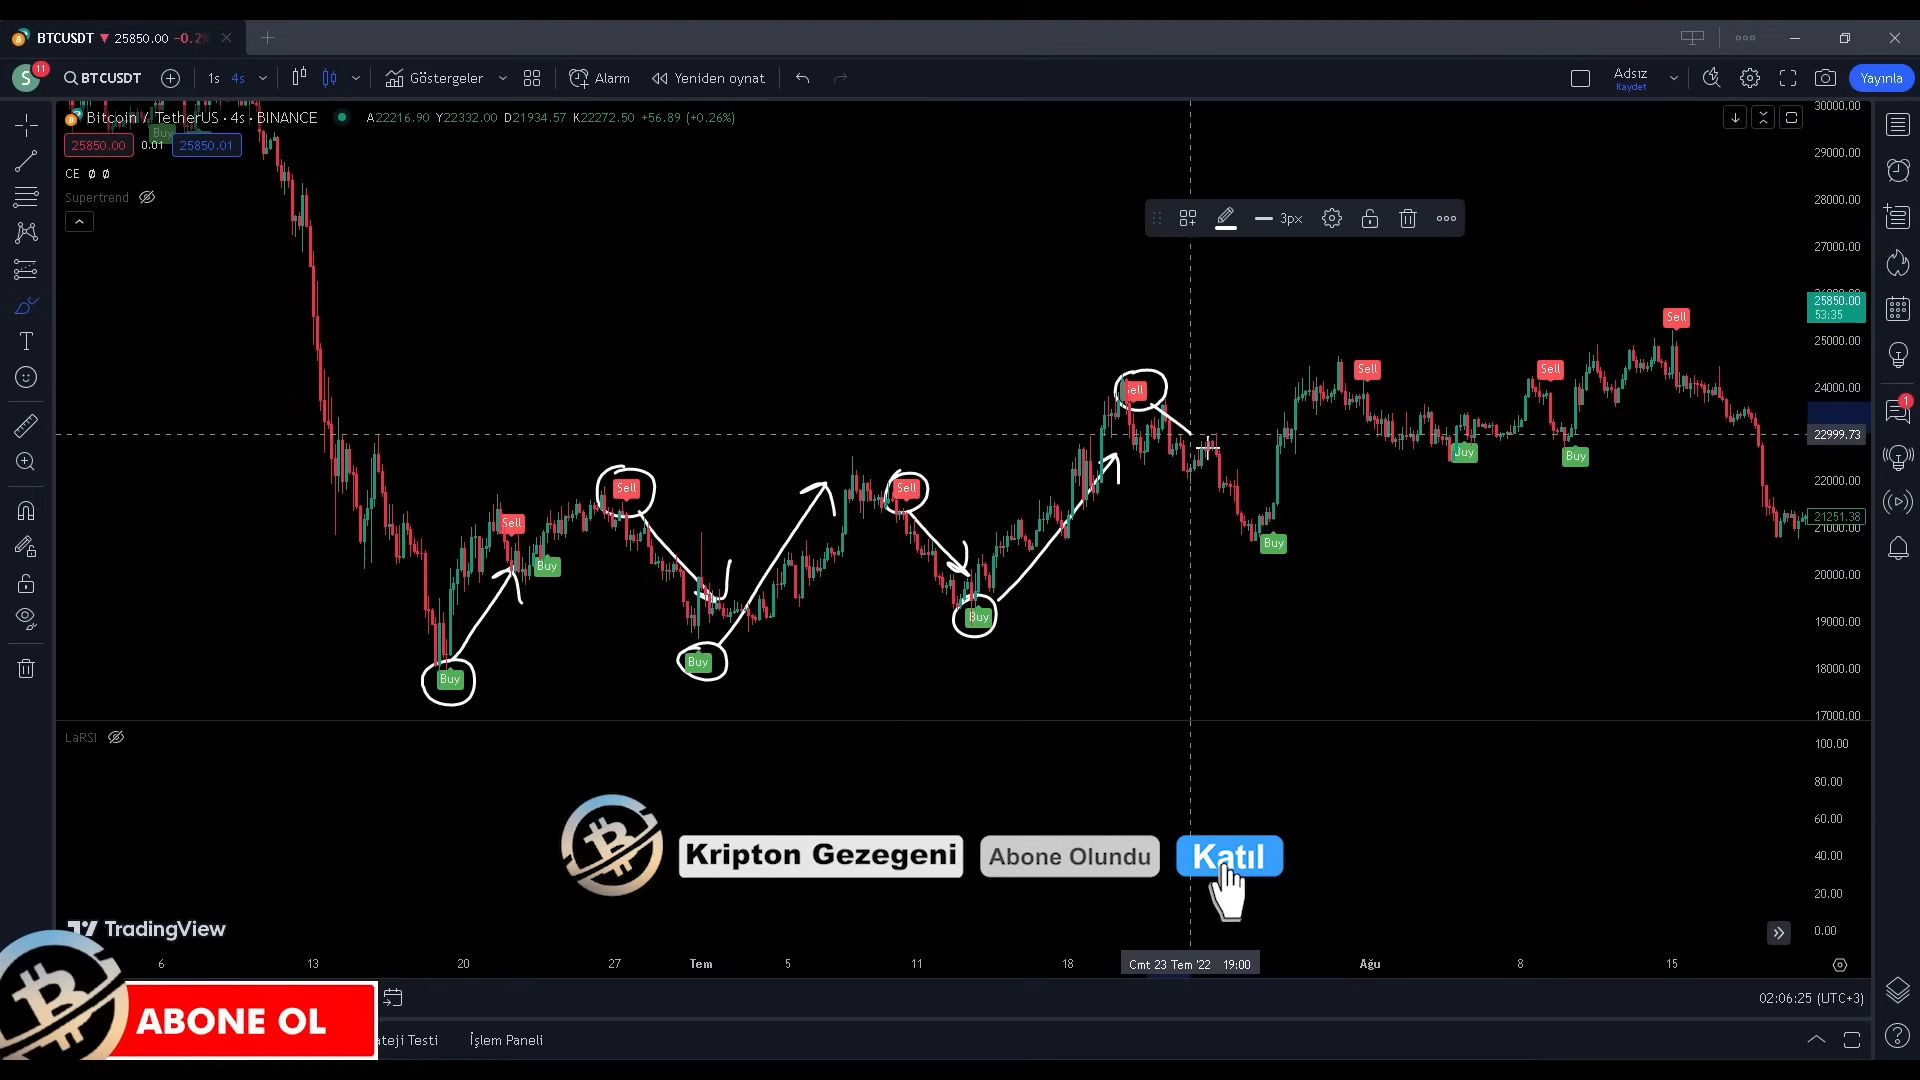 BTCUSDT ▼ 25850.00 −0.2
S 11 BTCUSDT 1s 4s Göstergeler Alarm Yeniden oynat Adsız Kaydet Yayınla
Bitcoin / TetherUS · 4s · BINANCE A22216.90 Y22332.00 D21934.57 K22272.50 +56.89 (+0.26%)
Buy
25850.00 0.01 25850.01
CE Ø Ø
Supertrend
3px
30000.00
29000.00
28000.00
27000.00
25850.00
53:35
25000.00
24000.00
22999.73
22000.00
21251.38
21000.00
20000.00
19000.00
18000.00
17000.00
Sell
Sell
Sell
Sell
Buy
Buy
Sell
Sell
Sell
Buy
Buy
Buy
Buy
Buy
Buy
1
LaRSI
100.00
80.00
60.00
40.00
20.00
0.00
Kripton Gezegeni Abone Olundu Katıl
TradingView
6 13 20 27 Tem 5 11 18 Cmt 23 Tem '22 19:00 Ağu 8 15
02:06:25 (UTC+3)
ABONE OL
ateji Testi İşlem Paneli